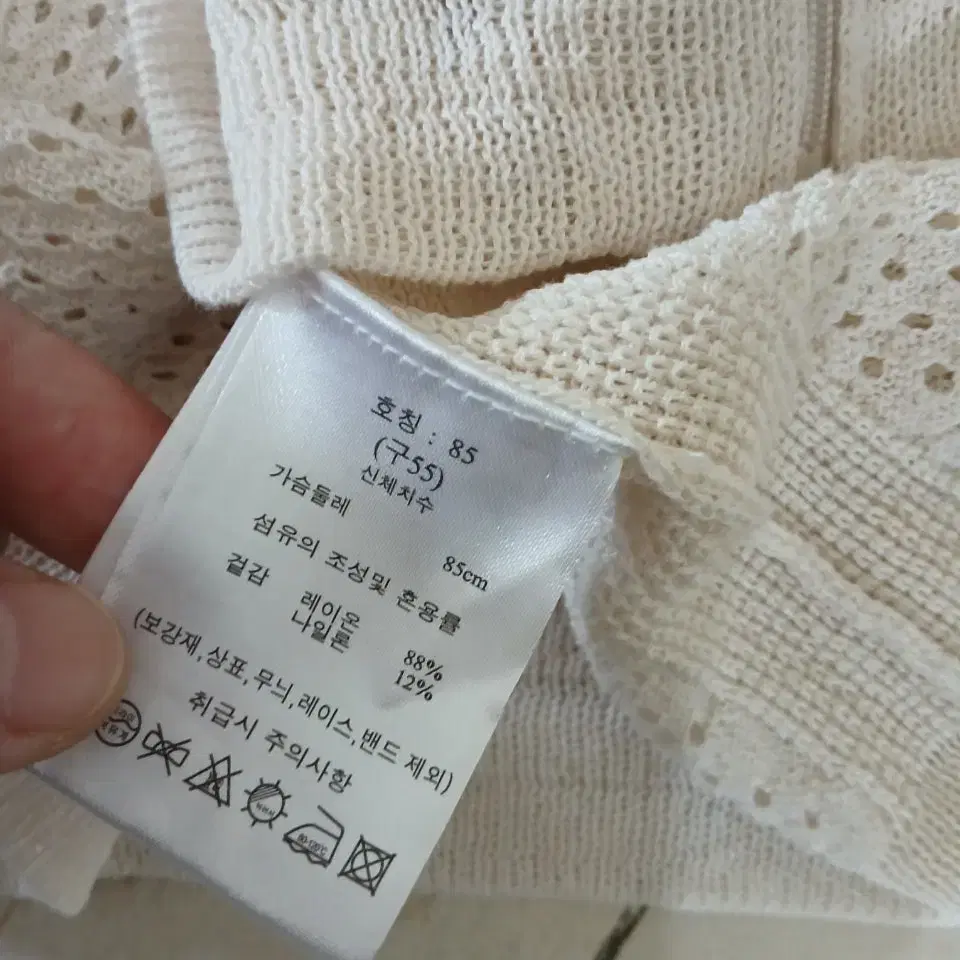 호칭 : 85
(구55)
신체치수
가슴둘레 85cm
섬유의 조성및 혼용률
겉감 레이온 88%
나일론 12%
(보강재,상표,무늬,레이스,밴드 제외)
취급시 주의사항
80-120℃